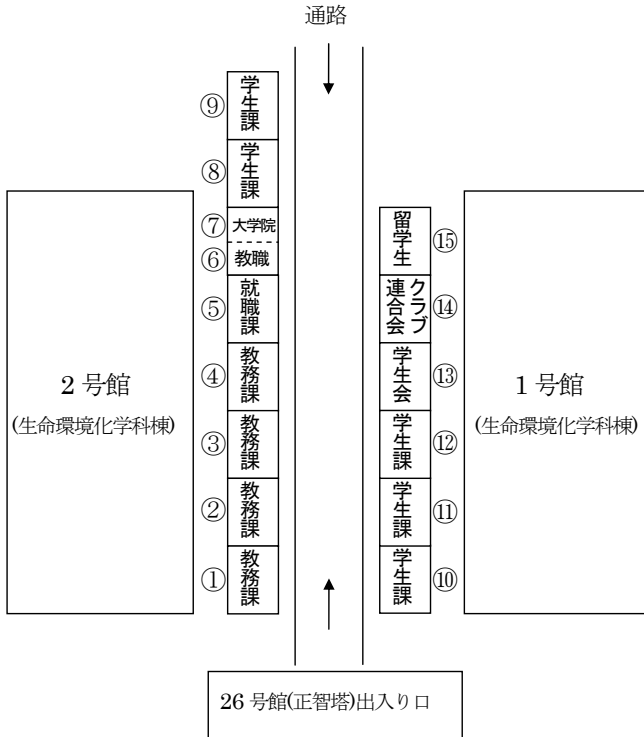 通路
⑨ 学生課
⑧ 学生課
⑦ 大学院
⑥ 教職
⑤ 就職課
④ 教務課
③ 教務課
② 教務課
① 教務課
留学生 ⑮
クラブ連合会 ⑭
学生会 ⑬
学生課 ⑫
学生課 ⑪
学生課 ⑩
2 号館
(生命環境化学科棟)
1 号館
(生命環境化学科棟)
26 号館(正智塔)出入り口